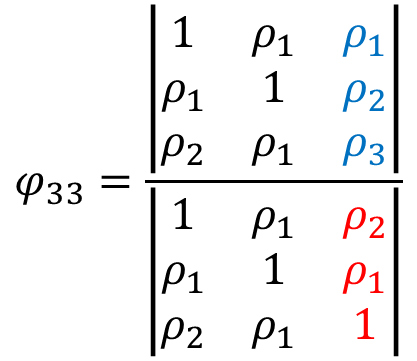 1 ρ₁ ρ₁
ρ₁ 1 ρ₂
ρ₂ ρ₁ ρ₃
φ₃₃ =
1 ρ₁ ρ₂
ρ₁ 1 ρ₁
ρ₂ ρ₁ 1